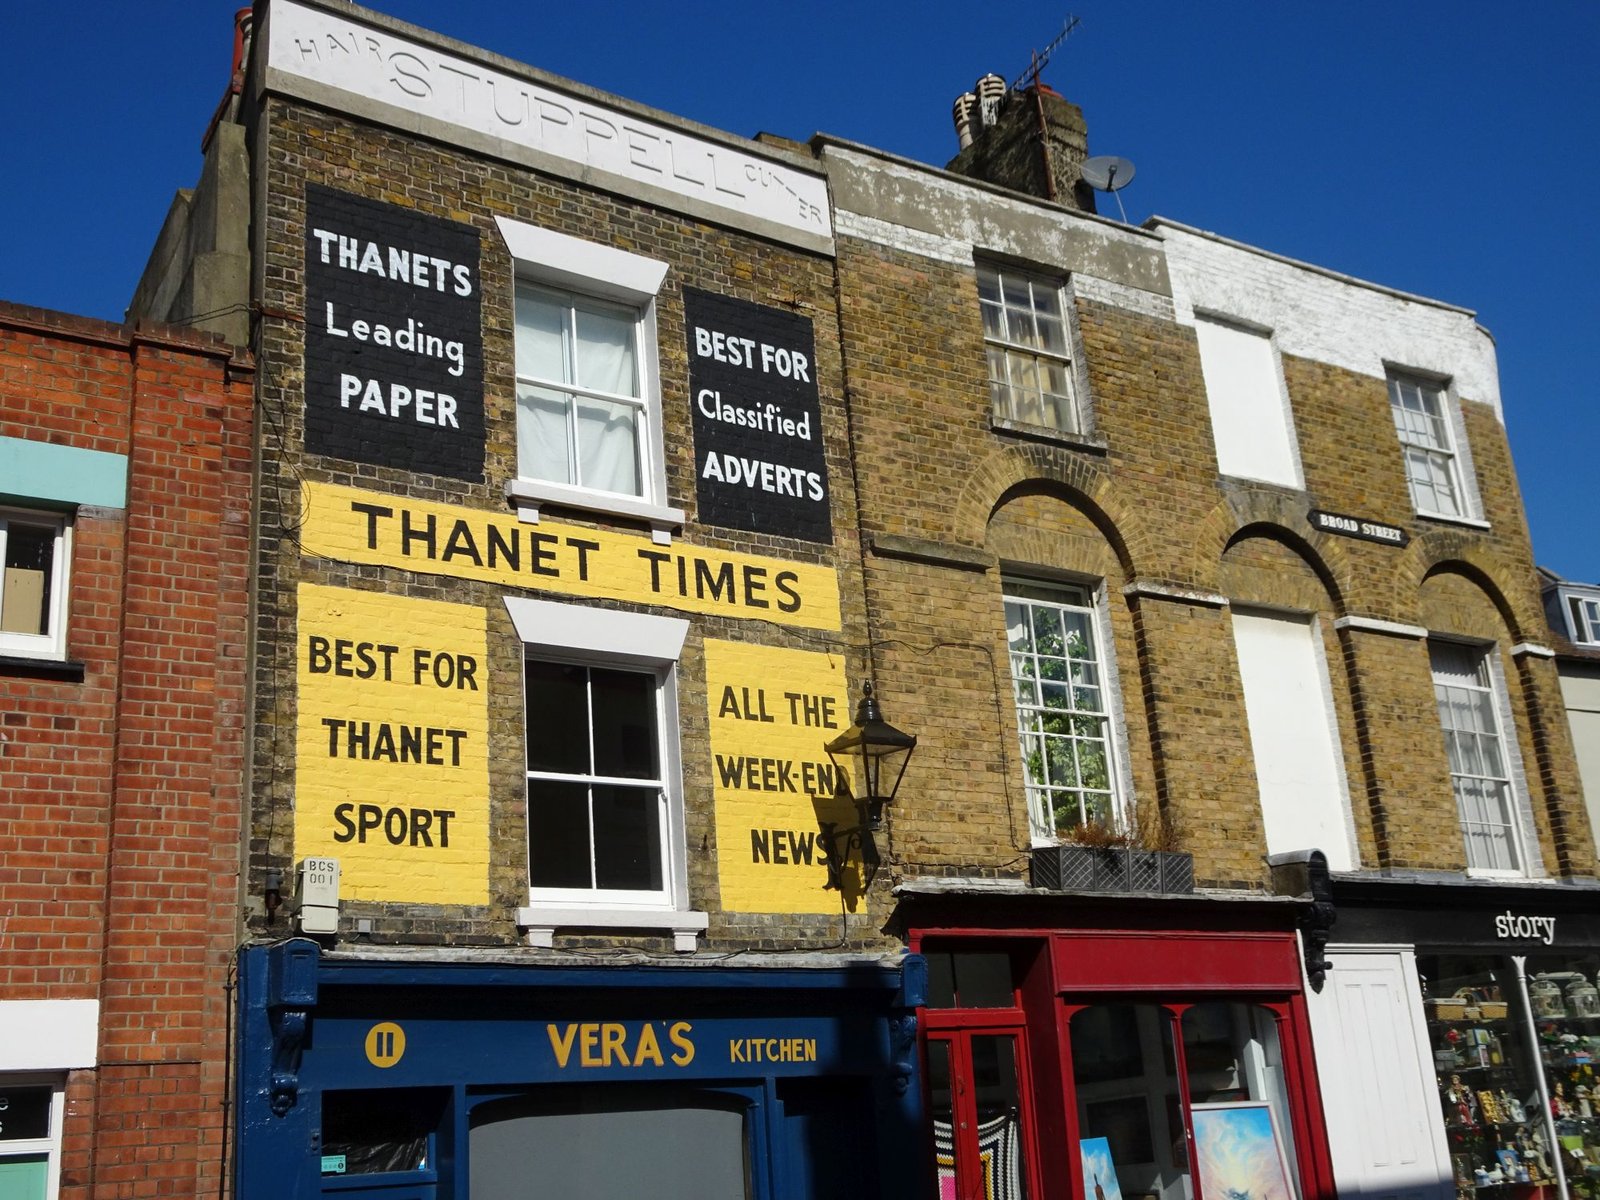 HAIR STUPPELL CUTTER
THANETS
Leading
PAPER
BEST FOR
Classified
ADVERTS
THANET TIMES
BEST FOR
THANET
SPORT
ALL THE
WEEK-END
NEWS
BROAD STREET
BCS
001
story
11
VERA'S KITCHEN